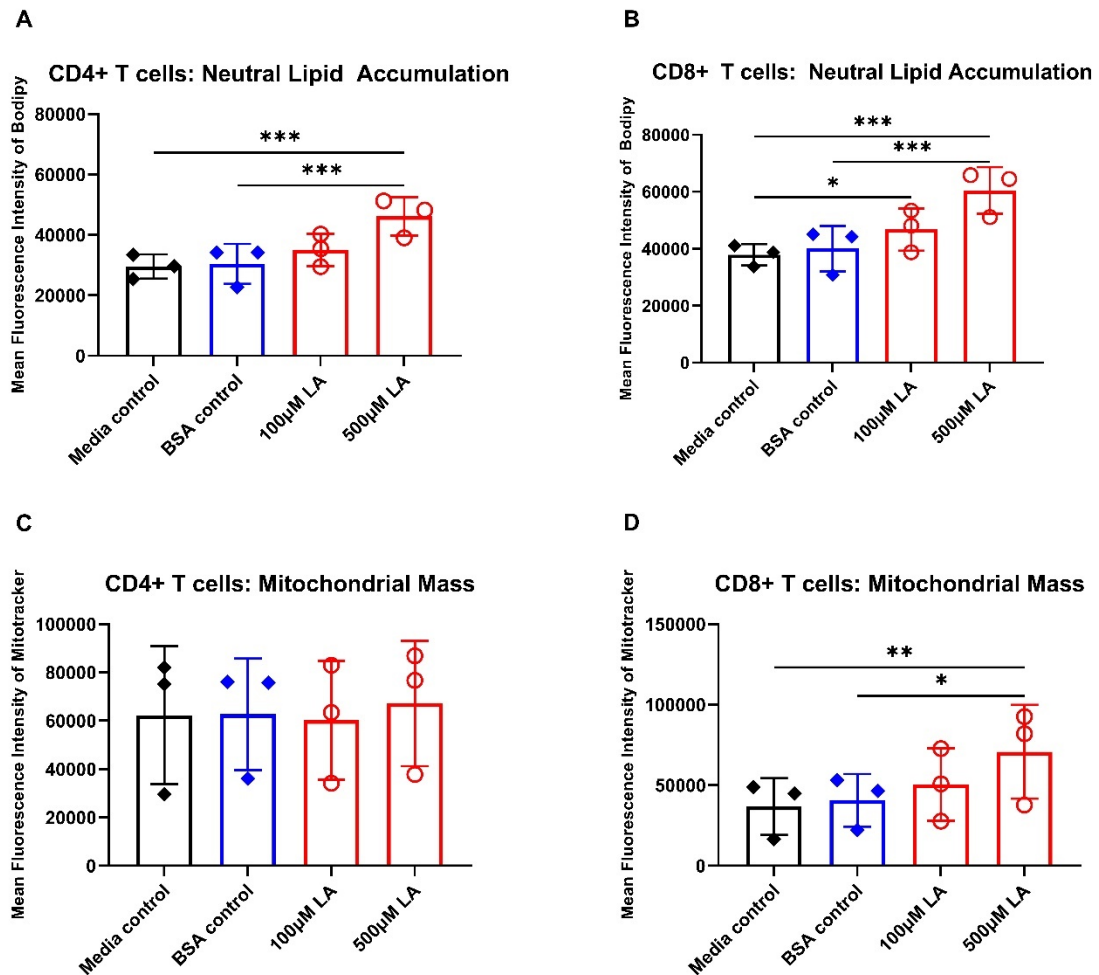 A
CD4+ T cells: Neutral Lipid Accumulation
Mean Fluorescence Intensity of Bodipy
80000
60000
40000
20000
0
***
***
Media control
BSA control
100µM LA
500µM LA
B
CD8+ T cells: Neutral Lipid Accumulation
Mean Fluorescence Intensity of Bodipy
80000
60000
40000
20000
0
***
***
*
Media control
BSA control
100µM LA
500µM LA
C
CD4+ T cells: Mitochondrial Mass
Mean Fluorescence Intensity of Mitotracker
100000
80000
60000
40000
20000
0
Media control
BSA control
100µM LA
500µM LA
D
CD8+ T cells: Mitochondrial Mass
Mean Fluorescence Intensity of Mitotracker
150000
100000
50000
0
**
*
Media control
BSA control
100µM LA
500µM LA